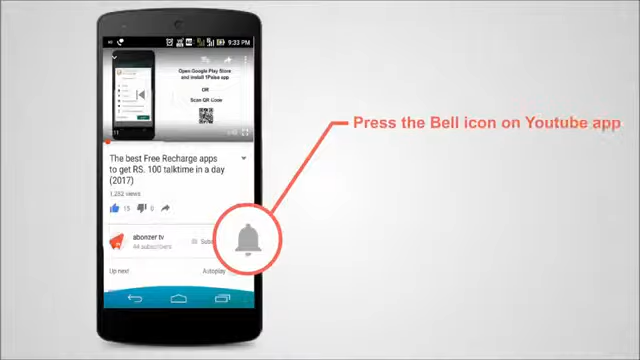 9:33 PM
Open Google Play Store
and install 1Paisa app
OR
Scan QR Code
Press the Bell icon on Youtube app
The best Free Recharge apps
to get RS. 100 talktime in a day
(2017)
1,282 views
15 0
abonzer tv
44 subscribers
Up next Autoplay